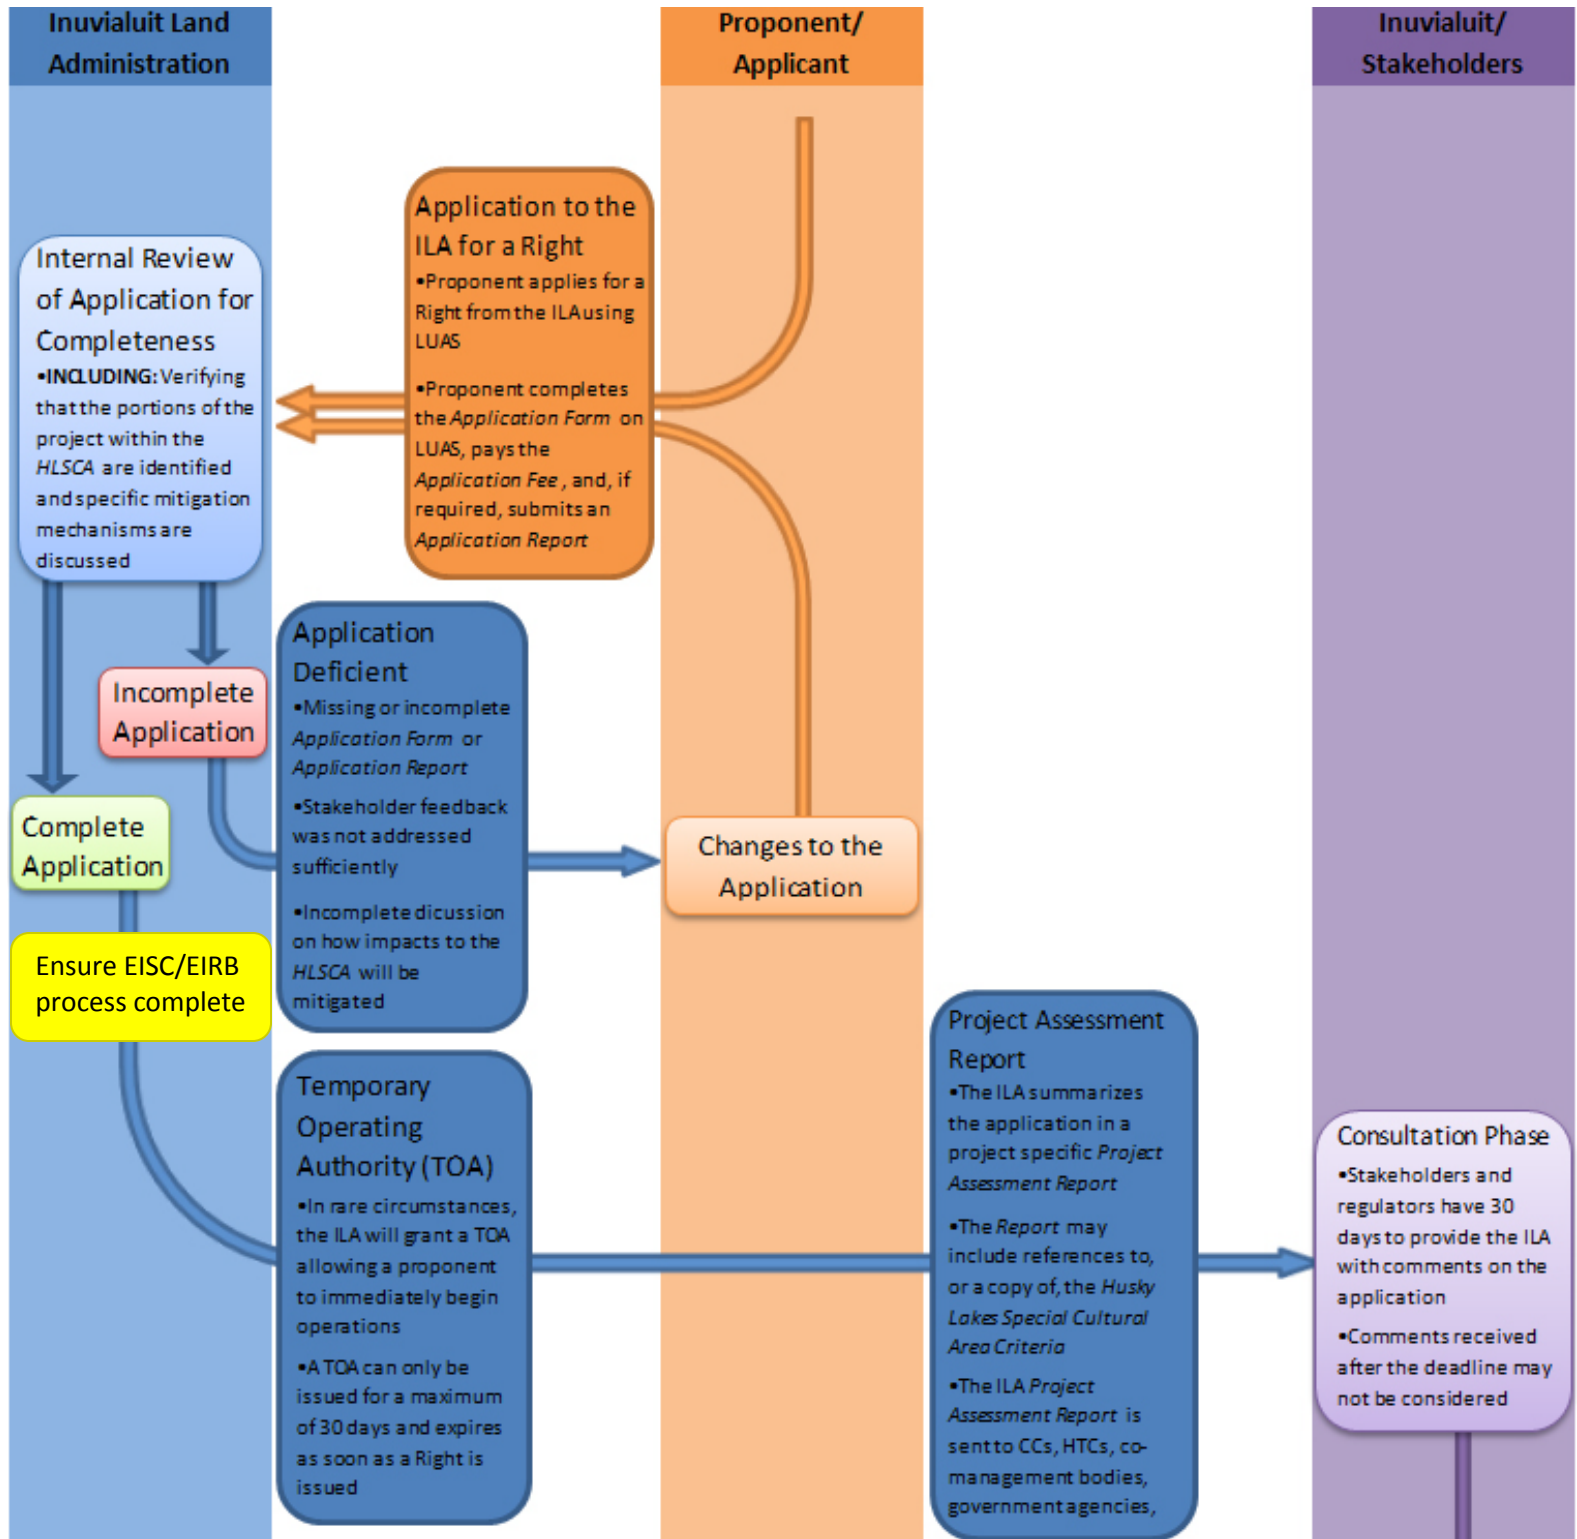 Inuvialuit Land
Administration
Proponent/
Applicant
Inuvialuit/
Stakeholders
Application to the
ILA for a Right
•Proponent applies for a
Right from the ILA using
LUAS
•Proponent completes
the Application Form on
LUAS, pays the
Application Fee, and, if
required, submits an
Application Report
Internal Review
of Application for
Completeness
•INCLUDING: Verifying
that the portions of the
project within the
HLSCA are identified
and specific mitigation
mechanisms are
discussed
Incomplete
Application
Complete
Application
Application
Deficient
•Missing or incomplete
Application Form or
Application Report
•Stakeholder feedback
was not addressed
sufficiently
•Incomplete dicussion
on how impacts to the
HLSCA will be
mitigated
Changes to the
Application
Ensure EISC/EIRB
process complete
Temporary
Operating
Authority (TOA)
•In rare circumstances,
the ILA will grant a TOA
allowing a proponent
to immediately begin
operations
•A TOA can only be
issued for a maximum
of 30 days and expires
as soon as a Right is
issued
Project Assessment
Report
•The ILA summarizes
the application in a
project specific Project
Assessment Report
•The Report may
include references to,
or a copy of, the Husky
Lakes Special Cultural
Area Criteria
•The ILA Project
Assessment Report is
sent to CCs, HTCs, co-
management bodies,
government agencies,
Consultation Phase
•Stakeholders and
regulators have 30
days to provide the ILA
with comments on the
application
•Comments received
after the deadline may
not be considered